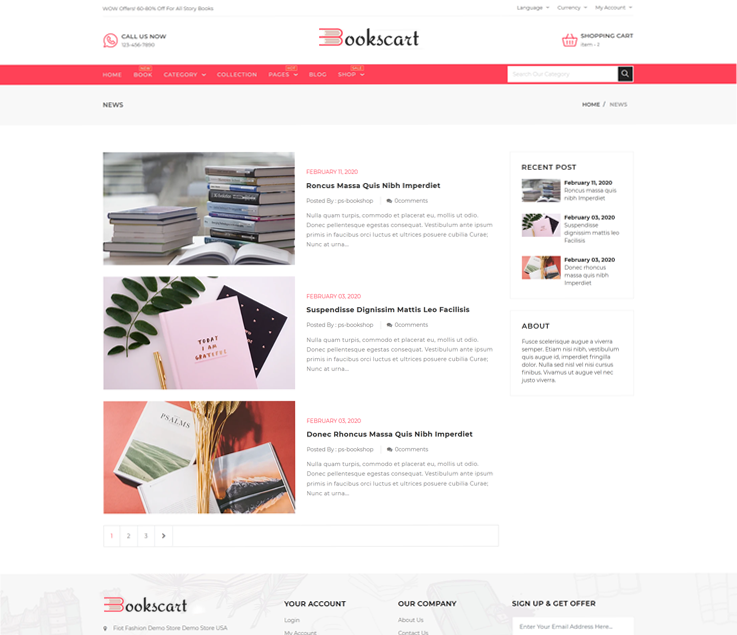 WOW Offers! 60-80% Off For All Story Books
Language Currency My Account
CALL US NOW
123-456-7890
Bookscart
SHOPPING CART
Item - 3
HOME BOOK NEW CATEGORY COLLECTION PAGES HOT BLOG SHOP SALE
Search Our Category
NEWS
HOME / NEWS
FEBRUARY 11, 2020
Roncus Massa Quis Nibh Imperdiet
Posted By : ps-bookshop 0comments
Nulla quam turpis, commodo et placerat eu, mollis ut odio.
Donec pellentesque egestas consequat. Vestibulum ante ipsum
primis in faucibus orci luctus et ultrices posuere cubilia Curae;
Nunc at urna...
TODAY
I AM
GRATEFUL
FEBRUARY 03, 2020
Suspendisse Dignissim Mattis Leo Facilisis
Posted By : ps-bookshop 0comments
Nulla quam turpis, commodo et placerat eu, mollis ut odio.
Donec pellentesque egestas consequat. Vestibulum ante ipsum
primis in faucibus orci luctus et ultrices posuere cubilia Curae;
Nunc at urna...
PSALMS
FEBRUARY 03, 2020
Donec Rhoncus Massa Quis Nibh Imperdiet
Posted By : ps-bookshop 0comments
Nulla quam turpis, commodo et placerat eu, mollis ut odio.
Donec pellentesque egestas consequat. Vestibulum ante ipsum
primis in faucibus orci luctus et ultrices posuere cubilia Curae;
Nunc at urna...
1 2 3
RECENT POST
February 11, 2020
Roncus massa quis
nibh Imperdiet
February 03, 2020
Suspendisse
dignissim mattis leo
Facilisis
February 03, 2020
Donec rhoncus
massa quis nibh
Imperdiet
ABOUT
Fusce scelerisque augue a viverra
semper. Etiam nisi nibh, vestibulum
quis augue id, imperdiet fringilla
dolor. Nulla sed nisl vel nisi cursus
finibus. Vivamus ut augue vel nec
justo viverra.
Bookscart
Fiot Fashion Demo Store Demo Store USA
YOUR ACCOUNT
Login
My Account
OUR COMPANY
About Us
Contact Us
SIGN UP & GET OFFER
Enter Your Email Address Here...